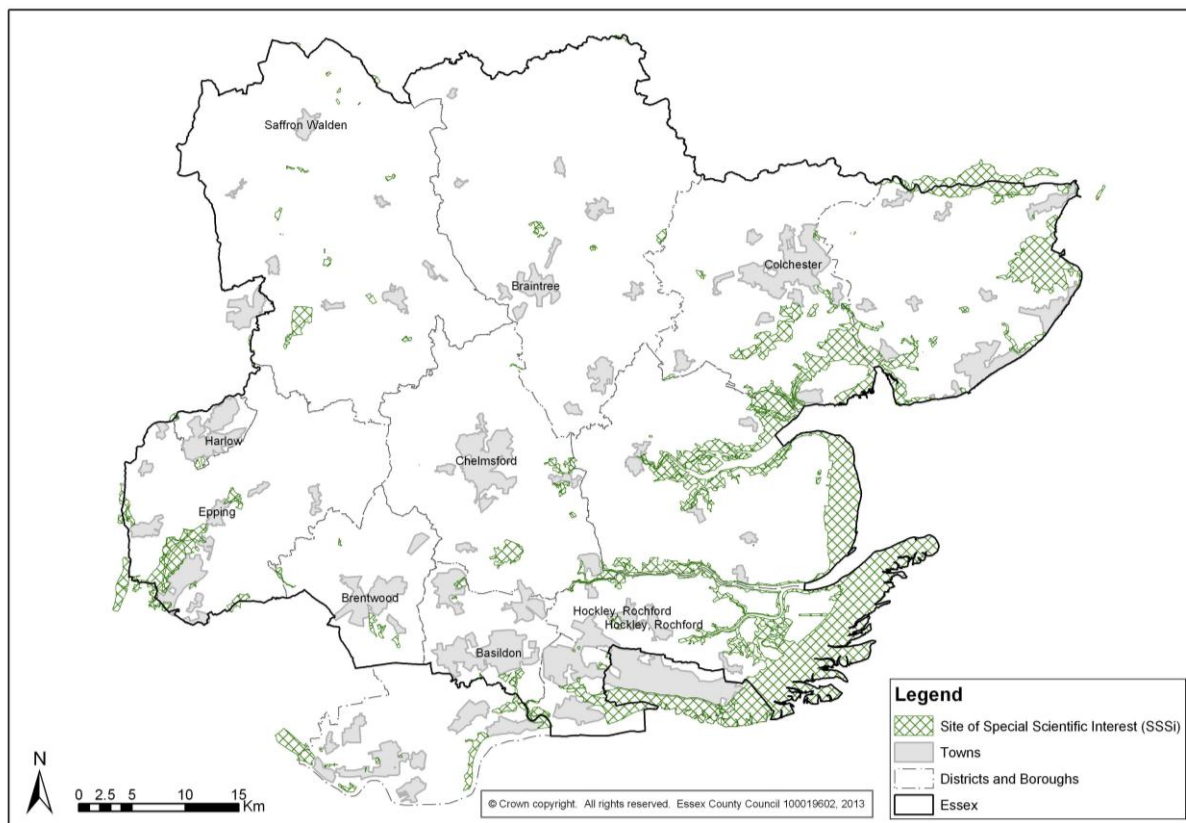 Saffron Walden
Colchester
Braintree
Harlow
Chelmsford
Epping
Brentwood
Hockley, Rochford
Hockley, Rochford
Basildon
Legend
Site of Special Scientific Interest (SSSi)
Towns
Districts and Boroughs
Essex
N
0 2.5 5 10 15
Km
© Crown copyright. All rights reserved. Essex County Council 100019602, 2013